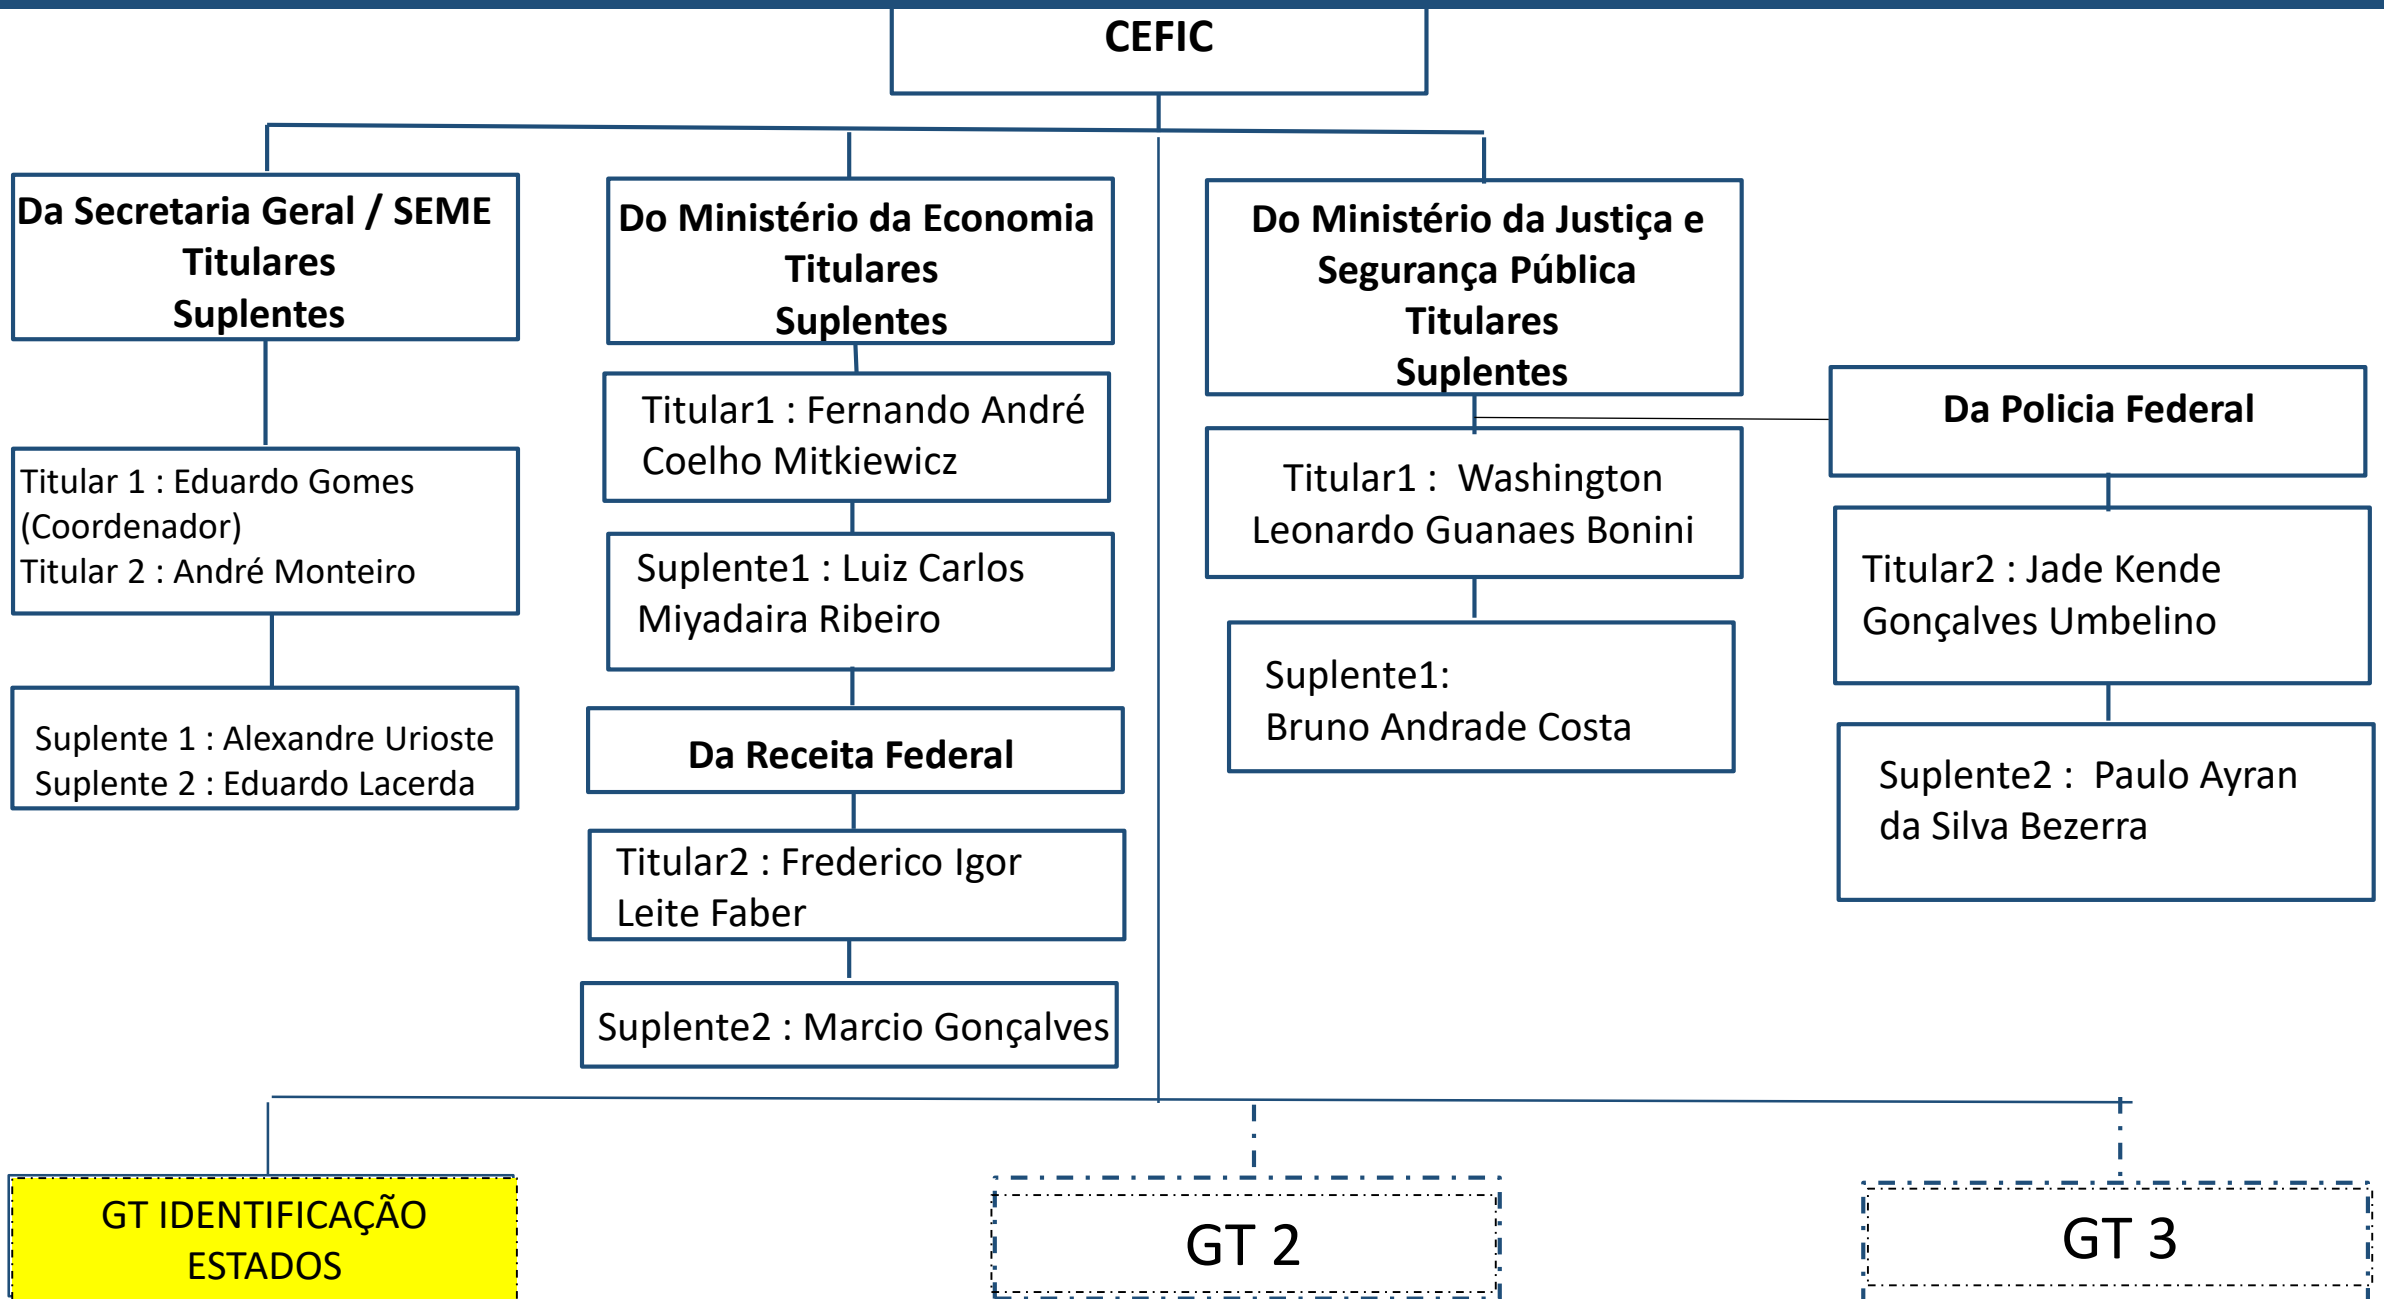 CEFIC
Da Secretaria Geral / SEME
Titulares
Suplentes
Titular 1 : Eduardo Gomes
(Coordenador)
Titular 2 : André Monteiro
Suplente 1 : Alexandre Urioste
Suplente 2 : Eduardo Lacerda
Do Ministério da Economia
Titulares
Suplentes
Titular1 : Fernando André
Coelho Mitkiewicz
Suplente1 : Luiz Carlos
Miyadaira Ribeiro
Da Receita Federal
Titular2 : Frederico Igor
Leite Faber
Suplente2 : Marcio Gonçalves
Do Ministério da Justiça e
Segurança Pública
Titulares
Suplentes
Titular1 : Washington
Leonardo Guanaes Bonini
Suplente1:
Bruno Andrade Costa
Da Policia Federal
Titular2 : Jade Kende
Gonçalves Umbelino
Suplente2 : Paulo Ayran
da Silva Bezerra
GT IDENTIFICAÇÃO
ESTADOS
GT 2
GT 3